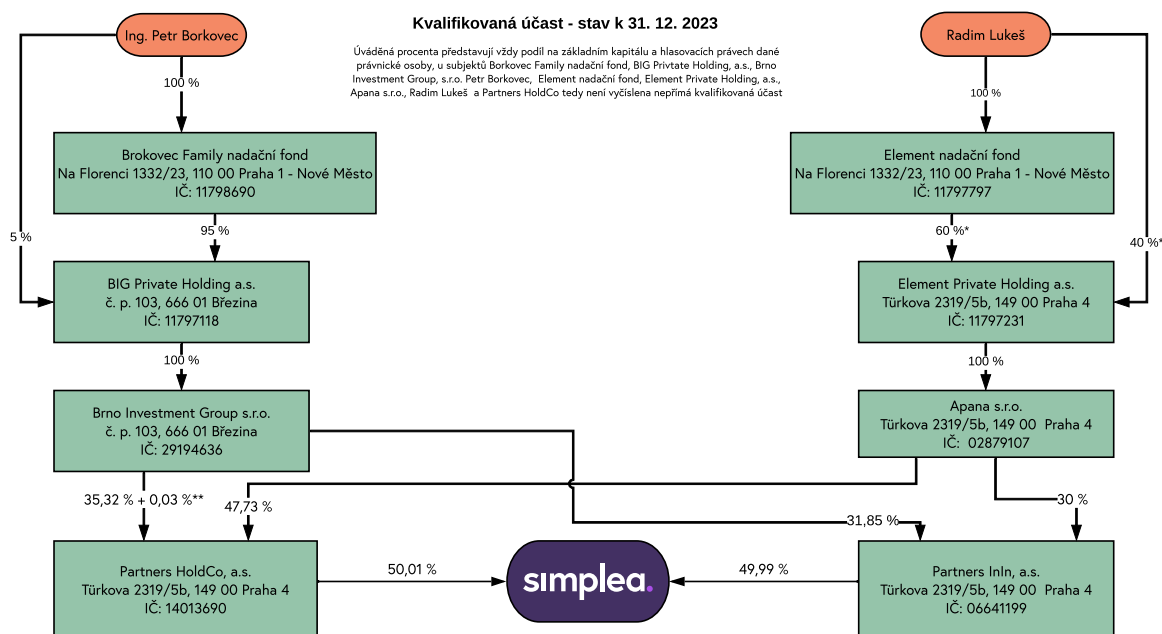 Kvalifikovaná účast - stav k 31. 12. 2023
Úváděná procenta představují vždy podíl na základním kapitálu a hlasovacích právech dané
právnické osoby, u subjektů Borkovec Family nadační fond, BIG Privtate Holding, a.s., Brno
Investment Group, s.r.o. Petr Borkovec, Element nadační fond, Element Private Holding, a.s.,
Apana s.r.o., Radim Lukeš a Partners HoldCo tedy není vyčíslena nepřímá kvalifikovaná účast
Ing. Petr Borkovec
Radim Lukeš
100 %
100 %
Brokovec Family nadační fond
Na Florenci 1332/23, 110 00 Praha 1 - Nové Město
IČ: 11798690
Element nadační fond
Na Florenci 1332/23, 110 00 Praha 1 - Nové Město
IČ: 11797797
5 %
95 %
60 %*
40 %*
BIG Private Holding a.s.
č. p. 103, 666 01 Březina
IČ: 11797118
Element Private Holding a.s.
Türkova 2319/5b, 149 00 Praha 4
IČ: 11797231
100 %
100 %
Brno Investment Group s.r.o.
č. p. 103, 666 01 Březina
IČ: 29194636
Apana s.r.o.
Türkova 2319/5b, 149 00 Praha 4
IČ: 02879107
35,32 % + 0,03 %**
47,73 %
31,85 %
30 %
Partners HoldCo, a.s.
Türkova 2319/5b, 149 00 Praha 4
IČ: 14013690
50,01 %
simplea.
49,99 %
Partners InIn, a.s.
Türkova 2319/5b, 149 00 Praha 4
IČ: 06641199